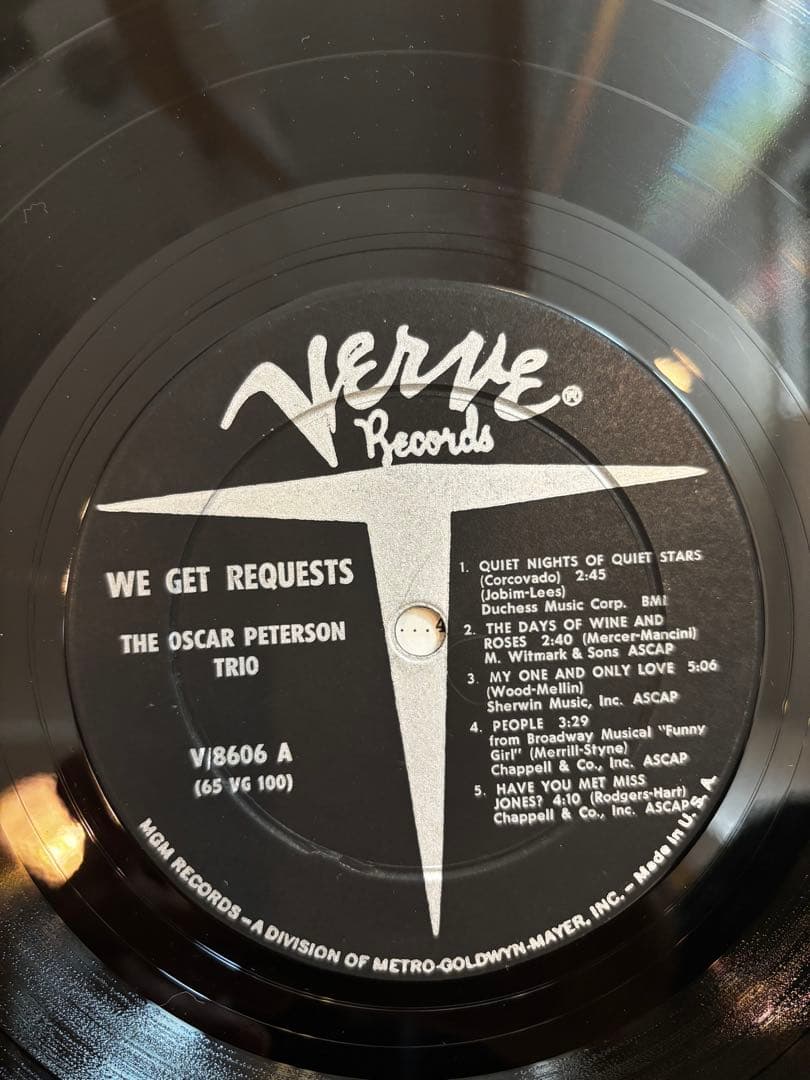 Verve®
Records
WE GET REQUESTS
THE OSCAR PETERSON
TRIO
V/8606 A
(65 VG 100)
1. QUIET NIGHTS OF QUIET STARS
(Corcovado) 2:45
(Jobim-Lees)
Duchess Music Corp. BMI
2. THE DAYS OF WINE AND
ROSES 2:40 (Mercer-Mancini)
M. Witmark & Sons ASCAP
3. MY ONE AND ONLY LOVE 5:06
(Wood-Mellin)
Sherwin Music, Inc. ASCAP
4. PEOPLE 3:29
from Broadway Musical "Funny
Girl" (Merrill-Styne)
Chappell & Co., Inc. ASCAP
5. HAVE YOU MET MISS
JONES? 4:10 (Rodgers-Hart)
Chappell & Co., Inc. ASCAP
MGM RECORDS – A DIVISION OF METRO-GOLDWYN-MAYER, INC. – Made in U. S. A.